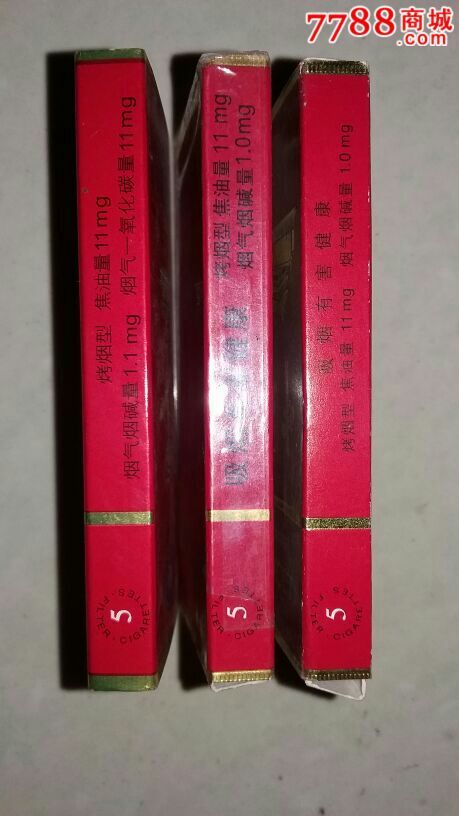 7788商城
.com
烤烟型 焦油量11mg
烟气烟碱量1.1mg 烟气一氧化碳量11mg
5
FILTER·CIGARETTES·
吸烟有害健康
烤烟型 焦油量11mg
烟气烟碱量1.0mg
5
FILTER·CIGARETTES·
吸烟有害健康
烤烟型 焦油量11mg 烟气烟碱量1.0mg
5
FILTER·CIGARETTES·